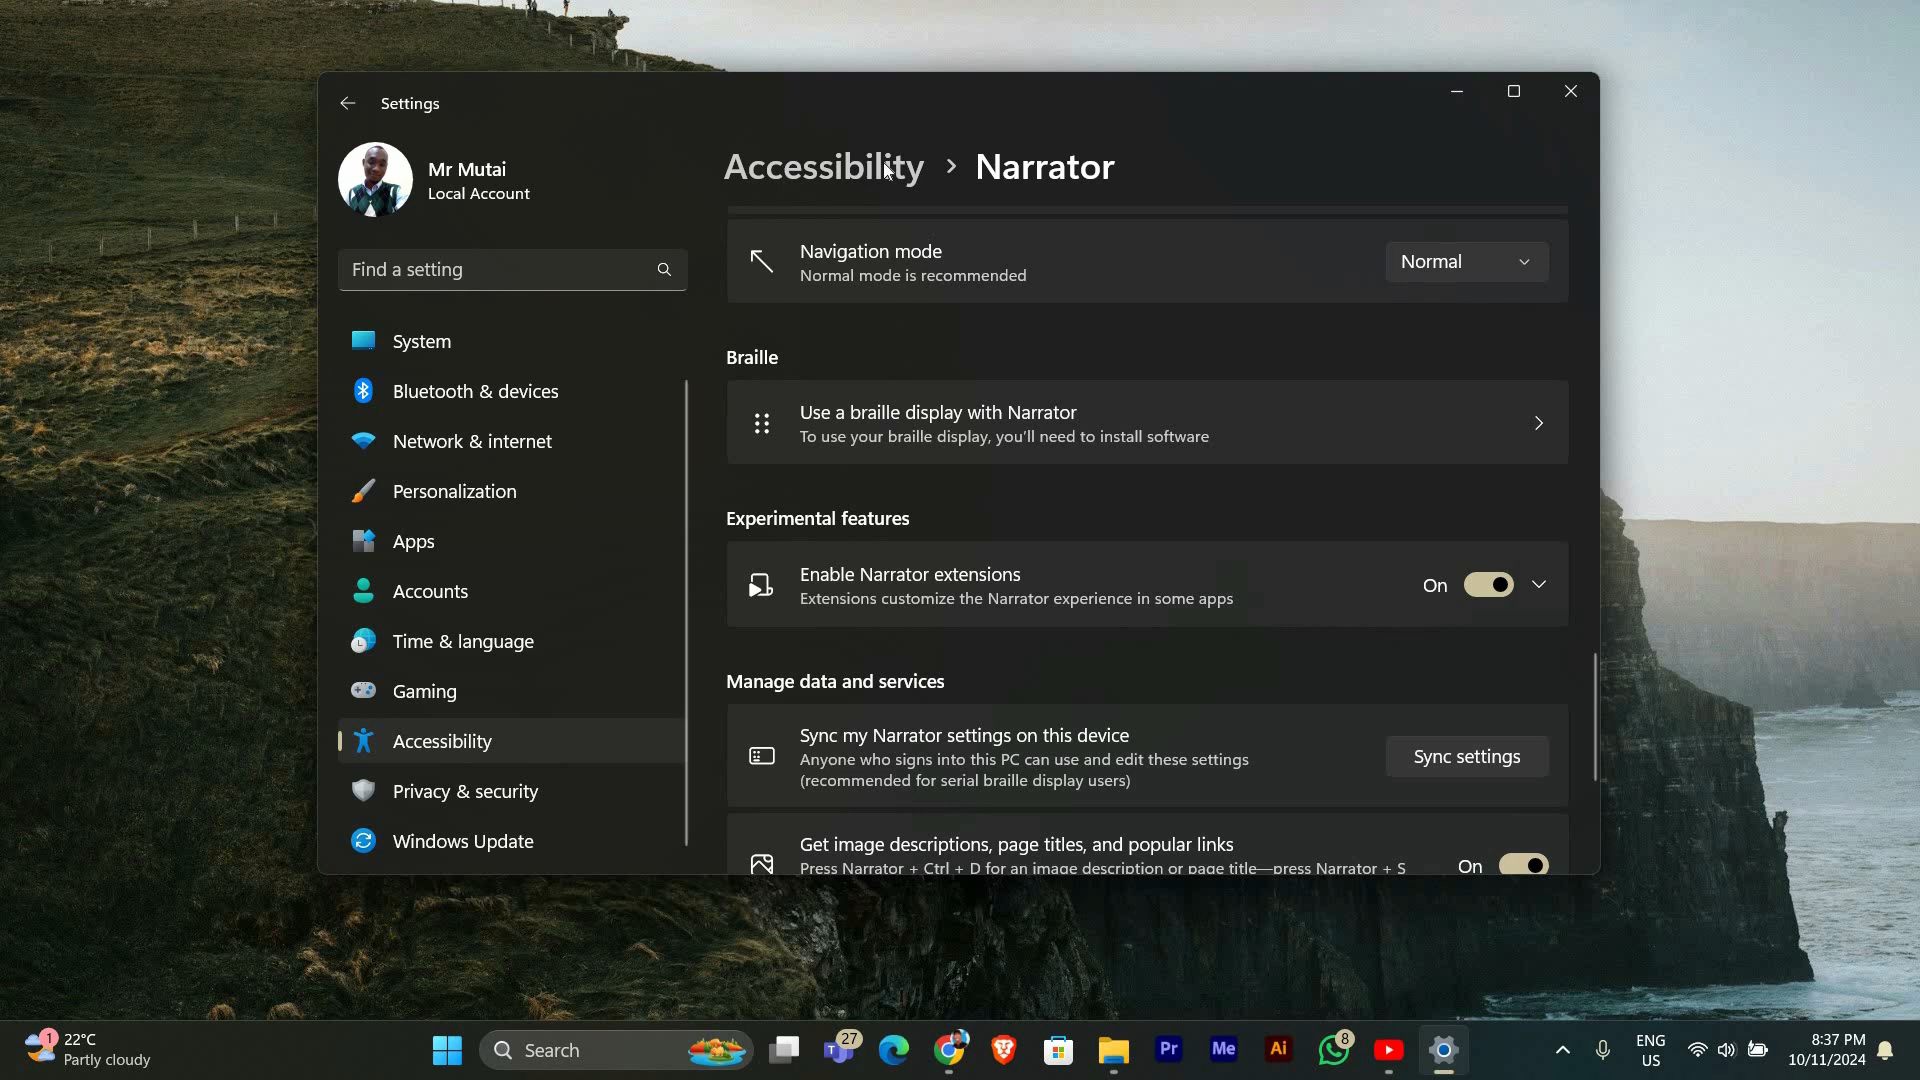 Settings
Mr Mutai
Local Account
Find a setting
System
Bluetooth & devices
Network & internet
Personalization
Apps
Accounts
Time & language
Gaming
Accessibility
Privacy & security
Windows Update
Accessibility > Narrator
Navigation mode
Normal mode is recommended
Normal
Braille
Use a braille display with Narrator
To use your braille display, you'll need to install software
Experimental features
Enable Narrator extensions
Extensions customize the Narrator experience in some apps
On
Manage data and services
Sync my Narrator settings on this device
Anyone who signs into this PC can use and edit these settings
(recommended for serial braille display users)
Sync settings
Get image descriptions, page titles, and popular links
Press Narrator + Ctrl + D for an image description or page title—press Narrator + S
On
1
22°C
Partly cloudy
Search
27
T
Pr
Me
Ai
8
ENG
US
8:37 PM
10/11/2024